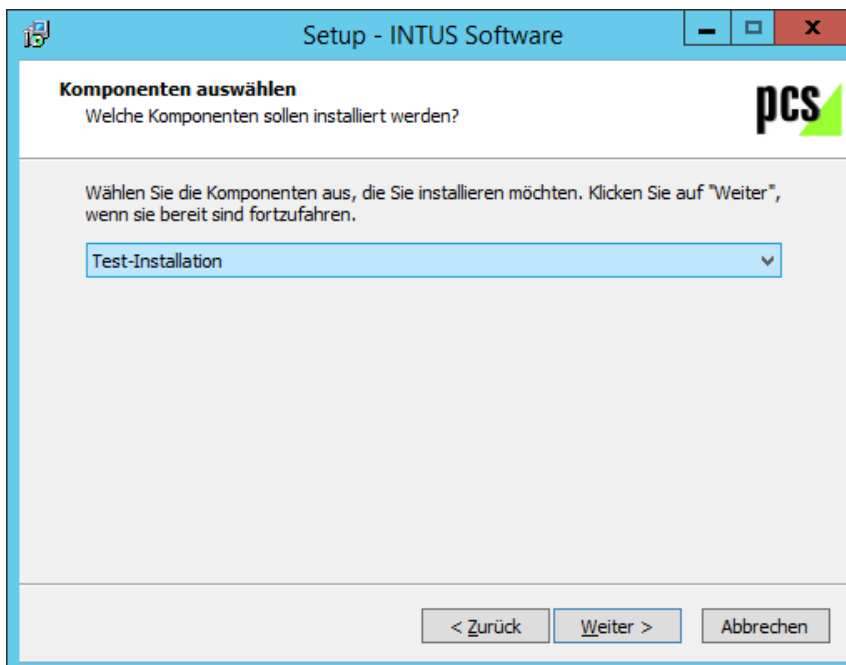 Setup - INTUS Software
Komponenten auswählen
Welche Komponenten sollen installiert werden?
pcs
Wählen Sie die Komponenten aus, die Sie installieren möchten. Klicken Sie auf "Weiter",
wenn sie bereit sind fortzufahren.
Test-Installation
< Zurück
Weiter >
Abbrechen